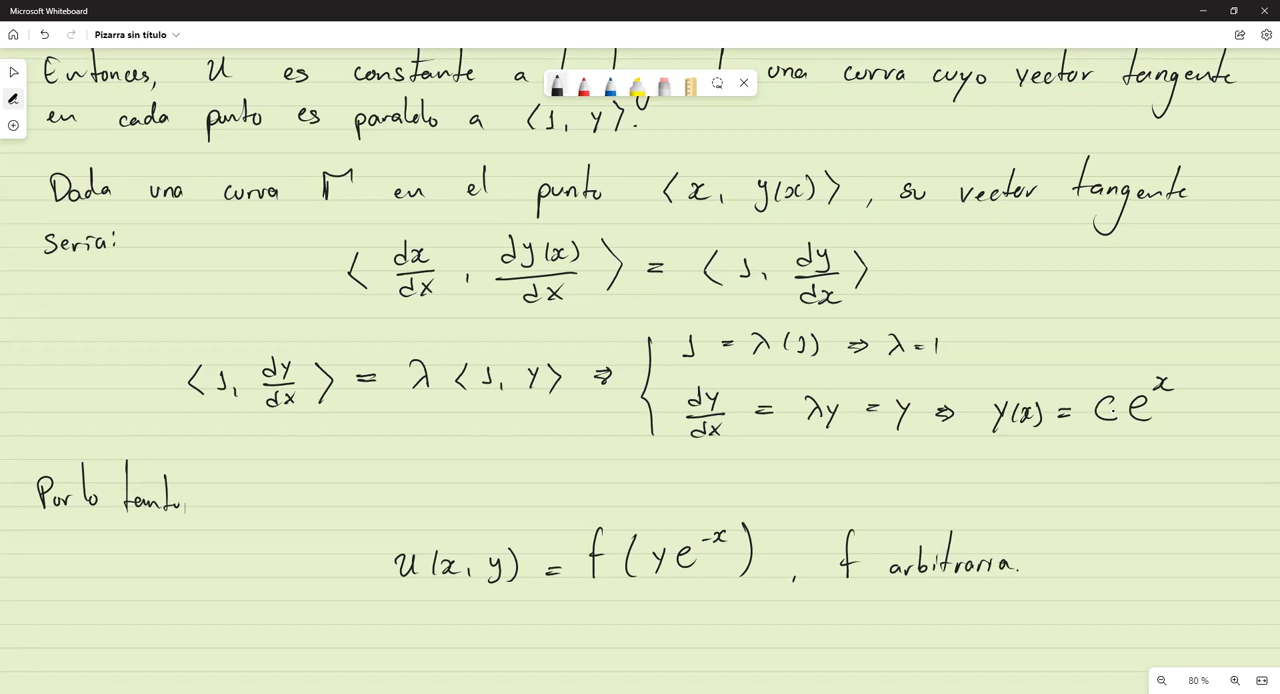 Microsoft Whiteboard
Pizarra sin título
Entonces, u es constante a una curva cuyo vector tangente
en cada punto es paralelo a ⟨1, y⟩.
Dada una curva Γ en el punto ⟨x, y(x)⟩, su vector tangente
sería:
⟨dx/dx, dy(x)/dx⟩ = ⟨1, dy/dx⟩
⟨1, dy/dx⟩ = λ⟨1, y⟩ ⇒ { 1 = λ(1) ⇒ λ = 1
dy/dx = λy = y ⇒ y(x) = C·e^x
Por lo tanto,
u(x, y) = f(ye^{-x}), f arbitraria.
80 %